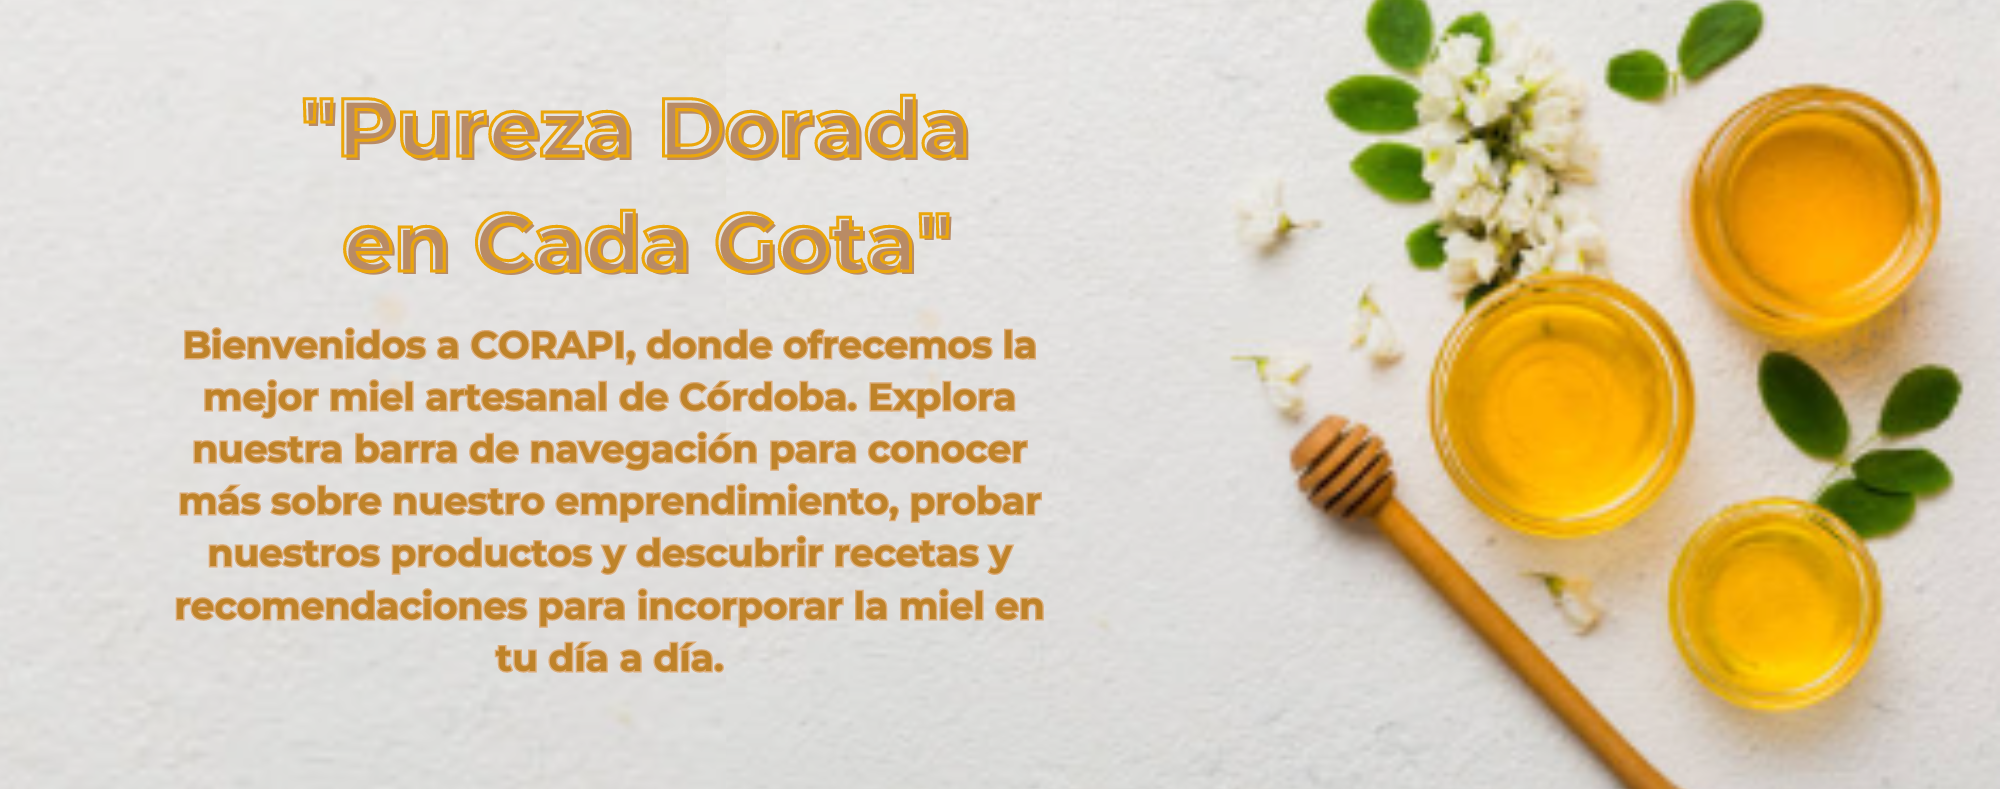 "Pureza Dorada
en Cada Gota"
Bienvenidos a CORAPI, donde ofrecemos la
mejor miel artesanal de Córdoba. Explora
nuestra barra de navegación para conocer
más sobre nuestro emprendimiento, probar
nuestros productos y descubrir recetas y
recomendaciones para incorporar la miel en
tu día a día.